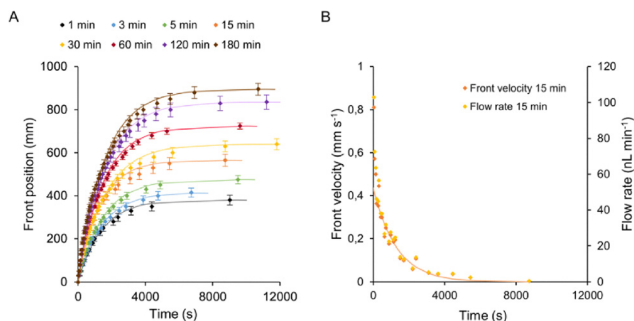 A
1 min 3 min 5 min 15 min
30 min 60 min 120 min 180 min
Front position (mm)
1000
800
600
400
200
0
0 4000 8000 12000
Time (s)
B
Front velocity (mm s⁻¹)
1
0,8
0,6
0,4
0,2
0
Front velocity 15 min
Flow rate 15 min
120
100
80
60
40
20
0
Flow rate (nL min⁻¹)
0 4000 8000 12000
Time (s)